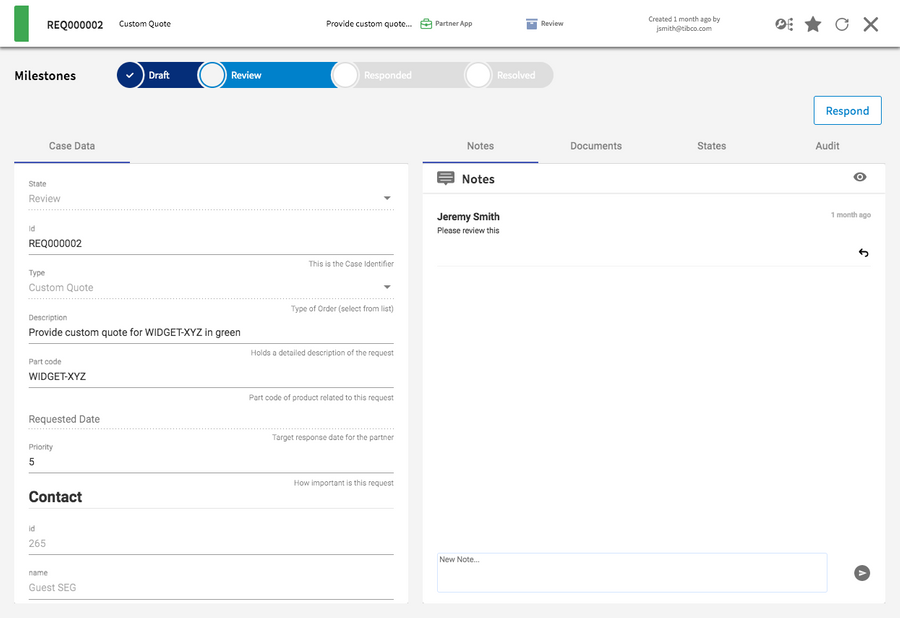 REQ000002 Custom Quote Provide custom quote... Partner App Review Created 1 month ago by
jsmith@tibco.com
Milestones Draft Review Responded Resolved
Respond
Case Data
Notes Documents States Audit
State
Review
Id
REQ000002
This is the Case Identifier
Type
Custom Quote
Type of Order (select from list)
Description
Provide custom quote for WIDGET-XYZ in green
Holds a detailed description of the request
Part code
WIDGET-XYZ
Part code of product related to this request
Requested Date
Target response date for the partner
Priority
5
How important is this request
Contact
id
265
name
Guest SEG
Notes
Jeremy Smith 1 month ago
Please review this
New Note...